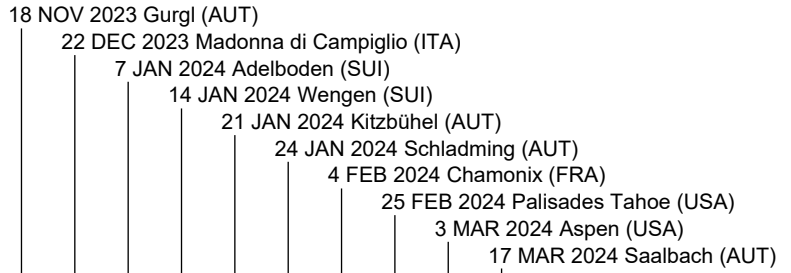 18 NOV 2023 Gurgl (AUT)
22 DEC 2023 Madonna di Campiglio (ITA)
7 JAN 2024 Adelboden (SUI)
14 JAN 2024 Wengen (SUI)
21 JAN 2024 Kitzbühel (AUT)
24 JAN 2024 Schladming (AUT)
4 FEB 2024 Chamonix (FRA)
25 FEB 2024 Palisades Tahoe (USA)
3 MAR 2024 Aspen (USA)
17 MAR 2024 Saalbach (AUT)